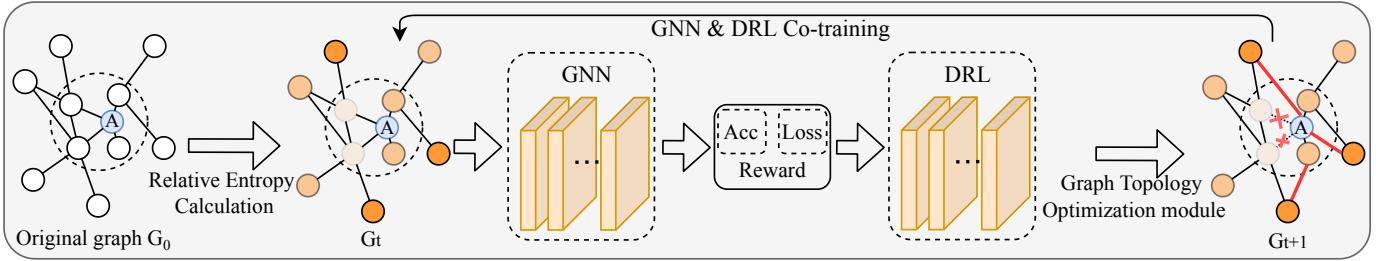 GNN & DRL Co-training
A
Original graph G₀
Relative Entropy
Calculation
A
Gt
GNN
...
Acc
Loss
Reward
DRL
...
Graph Topology
Optimization module
A
Gt+1